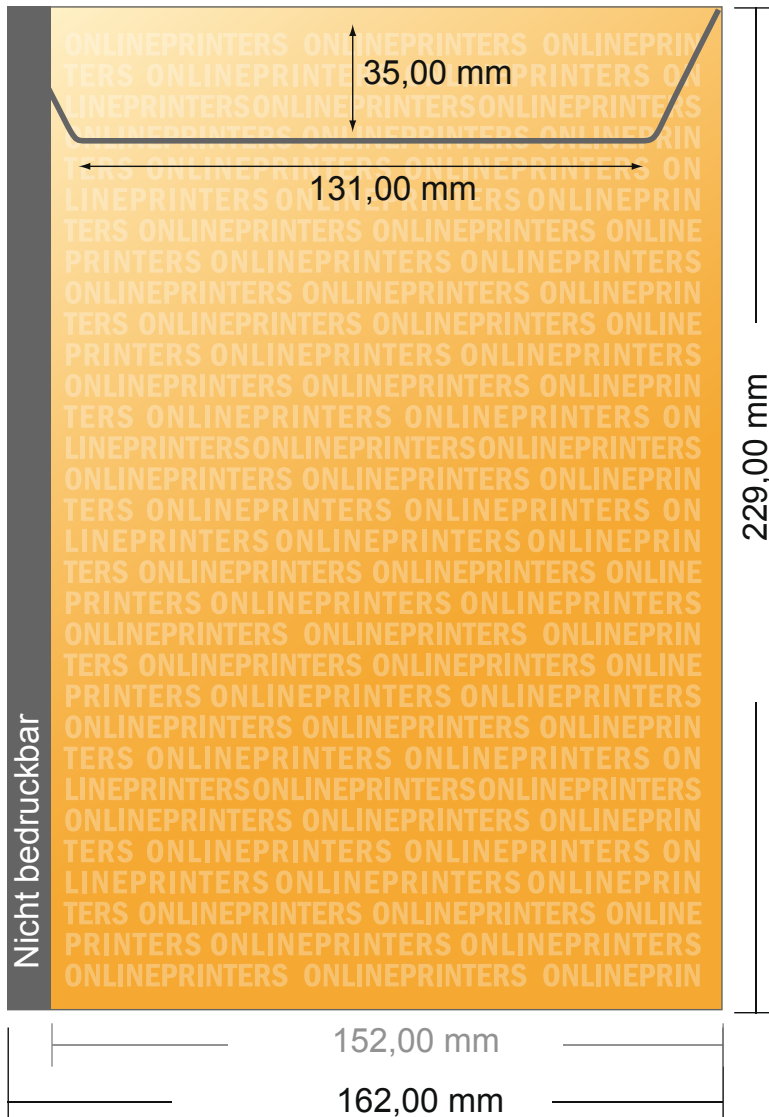 ONLINEPRINTERS ONLINEPRINTERS ONLINEPRIN
35,00 mm
TERS ONLINEPRINTERS ONLINEPRINTERS ON
LINEPRINTERSONLINEPRINTERSONLINEPRINTERS
ONLINEPRINTERS ONLINEPRINTERS ONLINEPRIN
TERS ONLINEPRINTERS ONLINEPRINTERS ON
131,00 mm
LINEPRINTERS ONLINEPRINTERS ONLINEPRIN
TERS ONLINEPRINTERS ONLINEPRINTERS ONLINE
PRINTERS ONLINEPRINTERS ONLINEPRINTERS
ONLINEPRINTERS ONLINEPRINTERS ONLINEPRIN
TERS ONLINEPRINTERS ONLINEPRINTERS ONLINE
PRINTERS ONLINEPRINTERS ONLINEPRINTERS
ONLINEPRINTERS ONLINEPRINTERS ONLINEPRIN
TERS ONLINEPRINTERS ONLINEPRINTERS ON
LINEPRINTERSONLINEPRINTERSONLINEPRINTERS
ONLINEPRINTERS ONLINEPRINTERS ONLINEPRIN
TERS ONLINEPRINTERS ONLINEPRINTERS ON
LINEPRINTERS ONLINEPRINTERS ONLINEPRIN
TERS ONLINEPRINTERS ONLINEPRINTERS ONLINE
PRINTERS ONLINEPRINTERS ONLINEPRINTERS
ONLINEPRINTERS ONLINEPRINTERS ONLINEPRIN
TERS ONLINEPRINTERS ONLINEPRINTERS ONLINE
PRINTERS ONLINEPRINTERS ONLINEPRINTERS
ONLINEPRINTERS ONLINEPRINTERS ONLINEPRIN
TERS ONLINEPRINTERS ONLINEPRINTERS ON
LINEPRINTERSONLINEPRINTERSONLINEPRINTERS
ONLINEPRINTERS ONLINEPRINTERS ONLINEPRIN
TERS ONLINEPRINTERS ONLINEPRINTERS ON
LINEPRINTERS ONLINEPRINTERS ONLINEPRIN
TERS ONLINEPRINTERS ONLINEPRINTERS ONLINE
PRINTERS ONLINEPRINTERS ONLINEPRINTERS
ONLINEPRINTERS ONLINEPRINTERS ONLINEPRIN
Nicht bedruckbar
229,00 mm
152,00 mm
162,00 mm